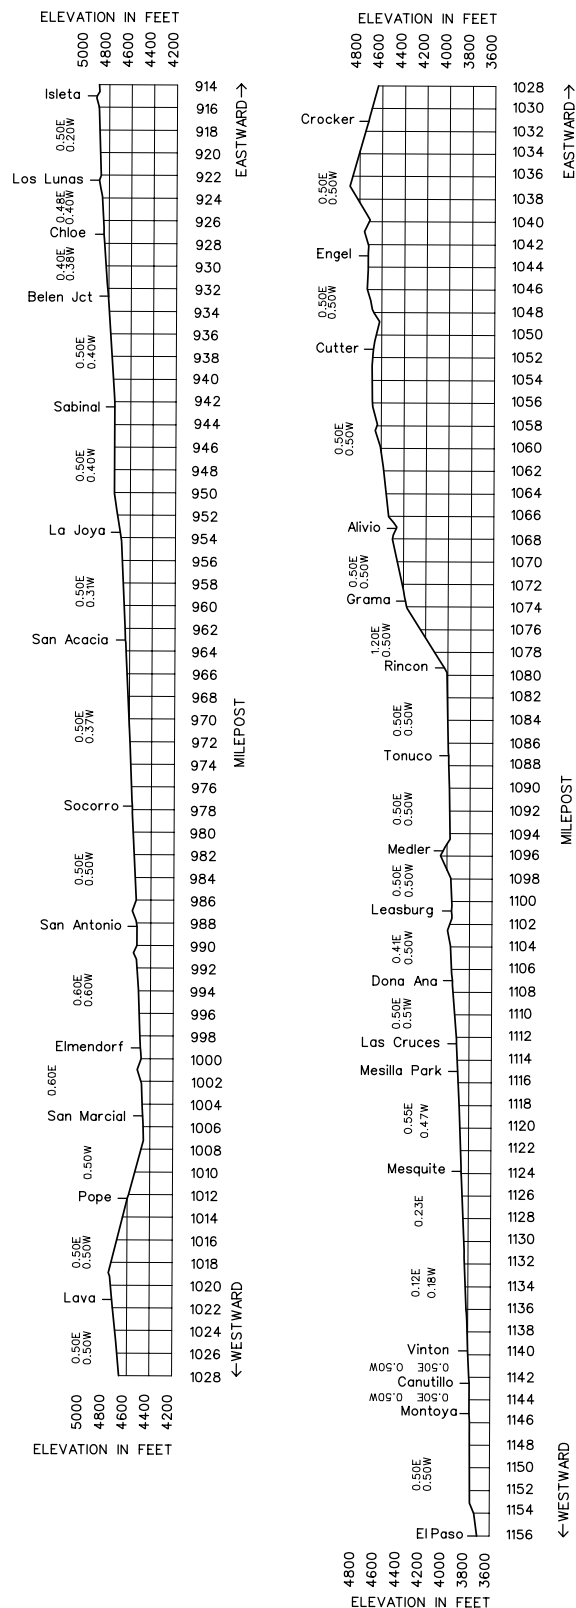 ELEVATION IN FEET
5000 4800 4600 4400 4200
Isleta
0.50E
0.20W
Los Lunas
0.48E
0.40W
Chloe
0.40E
0.38W
Belen Jct
0.50E
0.40W
Sabinal
0.50E
0.40W
La Joya
0.50E
0.31W
San Acacia
0.50E
0.37W
Socorro
0.50E
0.50W
San Antonio
0.60E
0.60W
Elmendorf
0.60E
San Marcial
0.50W
Pope
0.50E
0.50W
Lava
0.50E
0.50W
914
916
918
920
922
924
926
928
930
932
934
936
938
940
942
944
946
948
950
952
954
956
958
960
962
964
966
968
970
972
974
976
978
980
982
984
986
988
990
992
994
996
998
1000
1002
1004
1006
1008
1010
1012
1014
1016
1018
1020
1022
1024
1026
1028
EASTWARD→
MILEPOST
←WESTWARD
5000 4800 4600 4400 4200
ELEVATION IN FEET
ELEVATION IN FEET
4800 4600 4400 4200 4000 3800 3600
Crocker
0.50E
0.50W
Engel
0.50E
0.50W
Cutter
0.50E
0.50W
Alivio
0.50E
0.50W
Grama
1.20E
0.50W
Rincon
0.50E
0.50W
Tonuco
0.50E
0.50W
Medler
0.50E
0.50W
Leasburg
0.41E
0.50W
Dona Ana
0.50E
0.51W
Las Cruces
Mesilla Park
0.55E
0.47W
Mesquite
0.23E
0.12E
0.18W
Vinton
0.50E
0.50W
Canutillo
0.50E
0.50W
Montoya
0.50E
0.50W
El Paso
1028
1030
1032
1034
1036
1038
1040
1042
1044
1046
1048
1050
1052
1054
1056
1058
1060
1062
1064
1066
1068
1070
1072
1074
1076
1078
1080
1082
1084
1086
1088
1090
1092
1094
1096
1098
1100
1102
1104
1106
1108
1110
1112
1114
1116
1118
1120
1122
1124
1126
1128
1130
1132
1134
1136
1138
1140
1142
1144
1146
1148
1150
1152
1154
1156
EASTWARD→
MILEPOST
←WESTWARD
4800 4600 4400 4200 4000 3800 3600
ELEVATION IN FEET